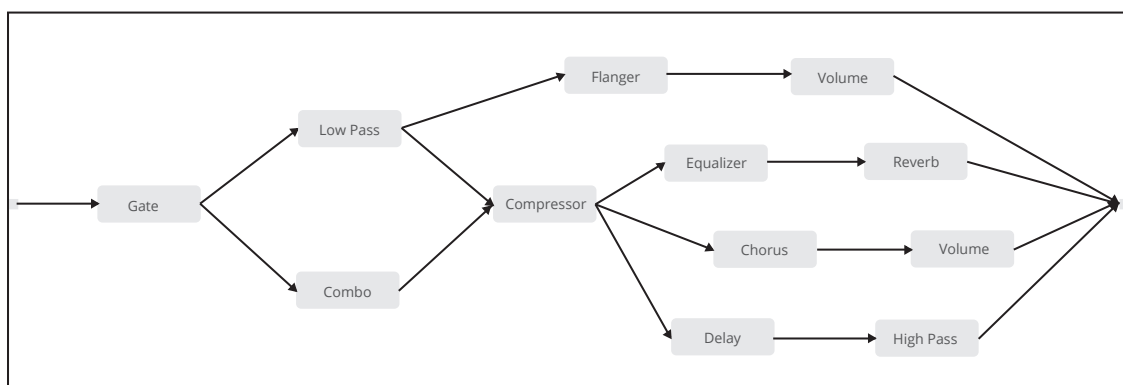 Flanger
Volume
Low Pass
Equalizer
Reverb
Gate
Compressor
Chorus
Volume
Combo
Delay
High Pass